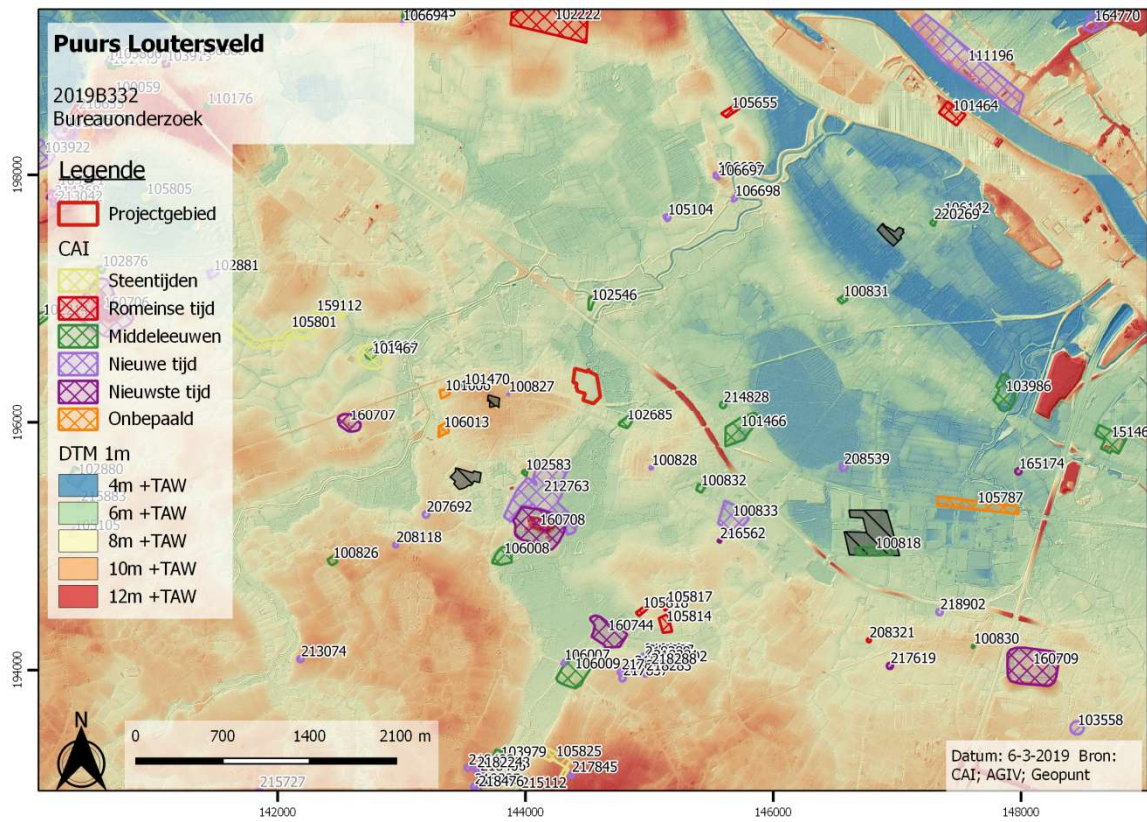 Puurs Loutersveld
2019B332
Bureauonderzoek
Legende
Projectgebied
CAI
Steentijden
Romeinse tijd
Middeleeuwen
Nieuwe tijd
Nieuwste tijd
Onbepaald
DTM 1m
4m +TAW
6m +TAW
8m +TAW
10m +TAW
12m +TAW
N
0 700 1400 2100 m
Datum: 6-3-2019 Bron:
CAI; AGIV; Geopunt
198000
196000
194000
142000 144000 146000 148000
102222
164770
111196
101464
105655
110176
103922
106697
106698
105104
105805
220269
102876
102881
100831
102546
159112
105801
101467
101470
100827
103986
214828
101466
102685
160707
106013
102583
100828
208539
165174
102880
212763
100832
105787
207692
100833
160708
216562
208118
100818
106008
100826
105817
105814
218902
160744
208321
100830
217619
160709
213074
106007
106009
103558
103979
105825
217845
218476
215112
215727